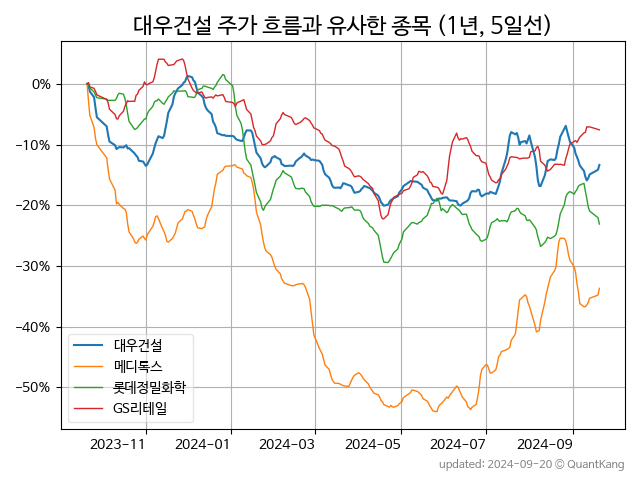 대우건설 주가 흐름과 유사한 종목 (1년, 5일선)
0%
−10%
−20%
−30%
−40%
−50%
대우건설
메디톡스
롯데정밀화학
GS리테일
2023-11
2024-01
2024-03
2024-05
2024-07
2024-09
updated: 2024-09-20 © QuantKang